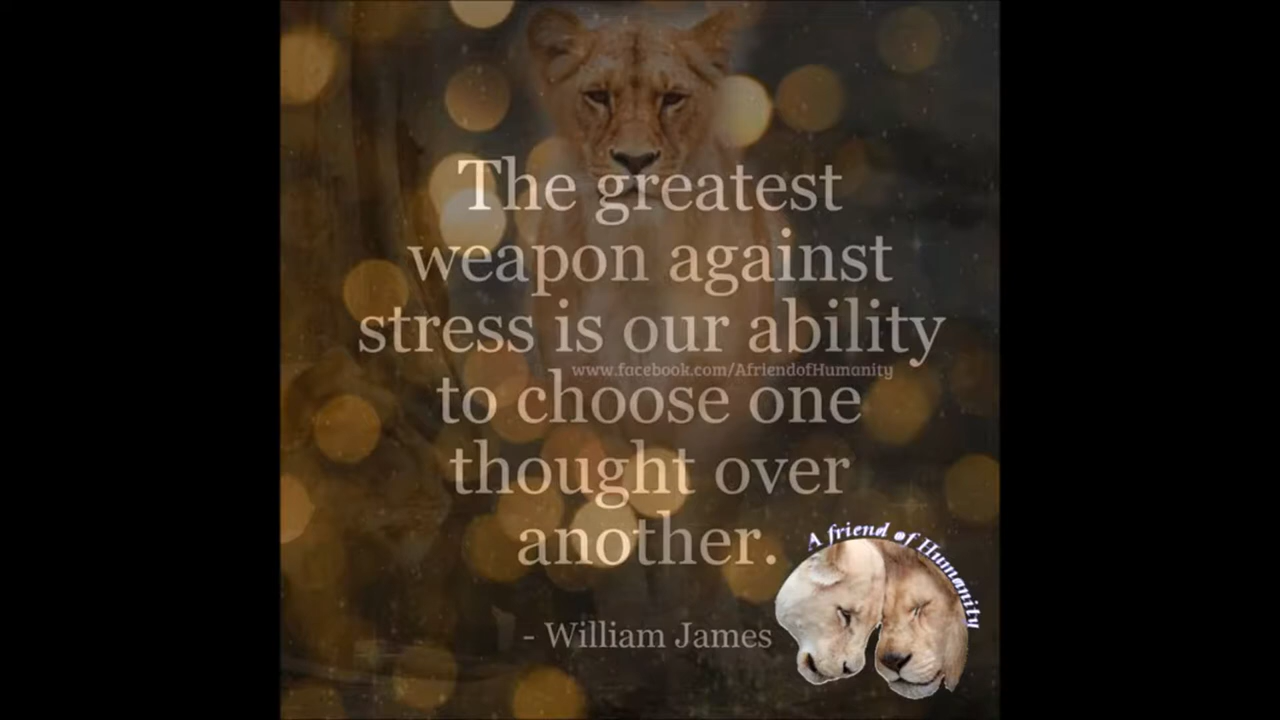 The greatest
weapon against
stress is our ability
www.facebook.com/AfriendofHumanity
to choose one
thought over
another.
A friend of Humanity
- William James